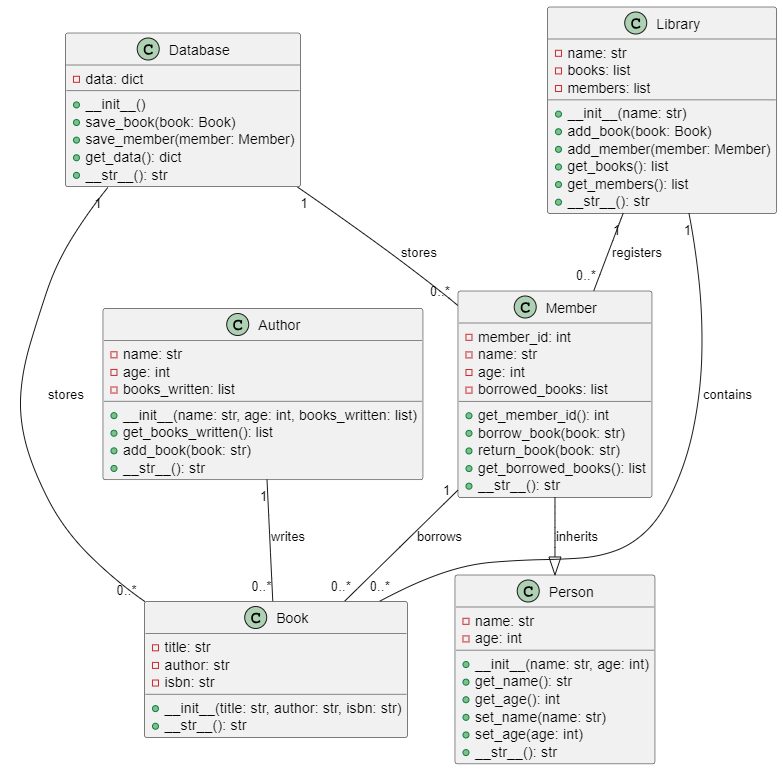 C Database
data: dict
__init__()
save_book(book: Book)
save_member(member: Member)
get_data(): dict
__str__(): str
C Library
name: str
books: list
members: list
__init__(name: str)
add_book(book: Book)
add_member(member: Member)
get_books(): list
get_members(): list
__str__(): str
1
1
1
1
stores
registers
0..*
0..*
C Author
name: str
age: int
books_written: list
__init__(name: str, age: int, books_written: list)
get_books_written(): list
add_book(book: str)
__str__(): str
C Member
member_id: int
name: str
age: int
borrowed_books: list
get_member_id(): int
borrow_book(book: str)
return_book(book: str)
get_borrowed_books(): list
__str__(): str
stores
contains
1
1
writes
borrows
inherits
0..*
0..*
0..*
0..*
C Book
title: str
author: str
isbn: str
__init__(title: str, author: str, isbn: str)
__str__(): str
C Person
name: str
age: int
__init__(name: str, age: int)
get_name(): str
get_age(): int
set_name(name: str)
set_age(age: int)
__str__(): str